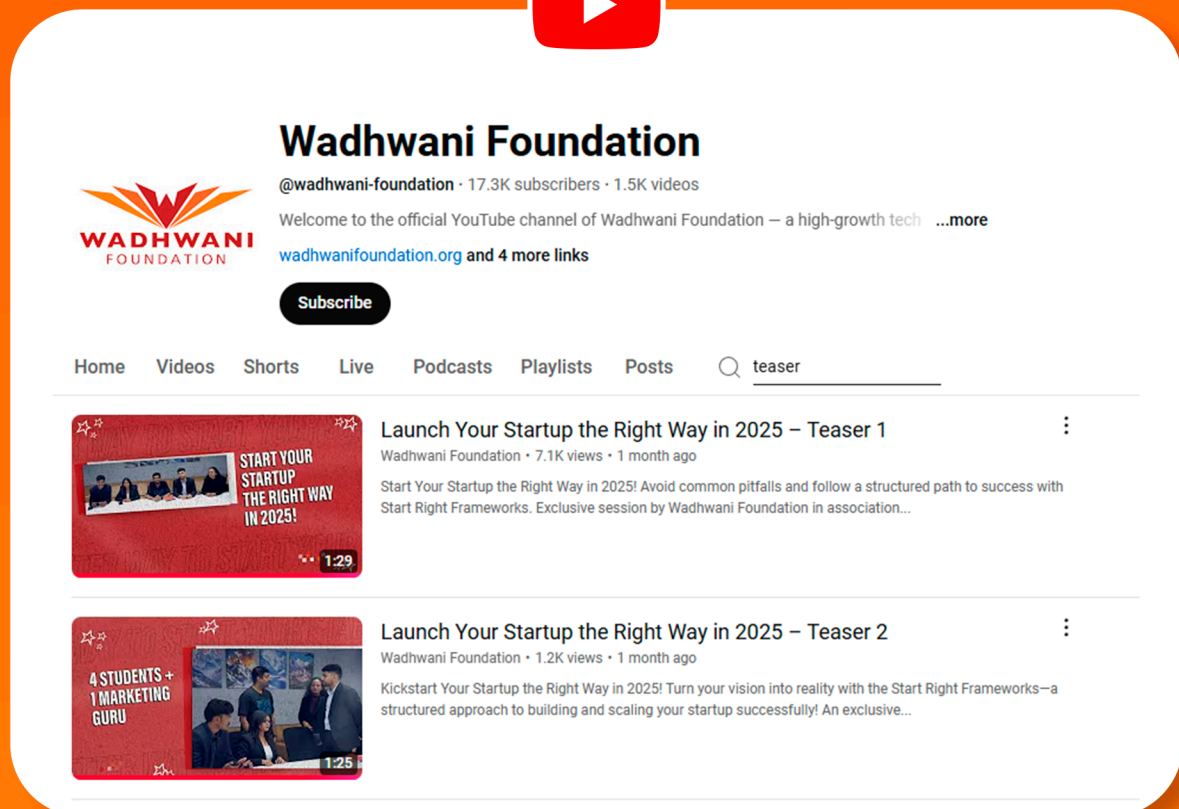 Wadhwani Foundation
@wadhwani-foundation · 17.3K subscribers · 1.5K videos
Welcome to the official YouTube channel of Wadhwani Foundation — a high-growth tech ...more
wadhwanifoundation.org and 4 more links
WADHWANI
FOUNDATION
Subscribe
Home Videos Shorts Live Podcasts Playlists Posts teaser
START YOUR
STARTUP
THE RIGHT WAY
IN 2025!
1:29
Launch Your Startup the Right Way in 2025 – Teaser 1
Wadhwani Foundation • 7.1K views • 1 month ago
Start Your Startup the Right Way in 2025! Avoid common pitfalls and follow a structured path to success with
Start Right Frameworks. Exclusive session by Wadhwani Foundation in association...
4 STUDENTS +
1 MARKETING
GURU
1:25
Launch Your Startup the Right Way in 2025 – Teaser 2
Wadhwani Foundation • 1.2K views • 1 month ago
Kickstart Your Startup the Right Way in 2025! Turn your vision into reality with the Start Right Frameworks—a
structured approach to building and scaling your startup successfully! An exclusive...